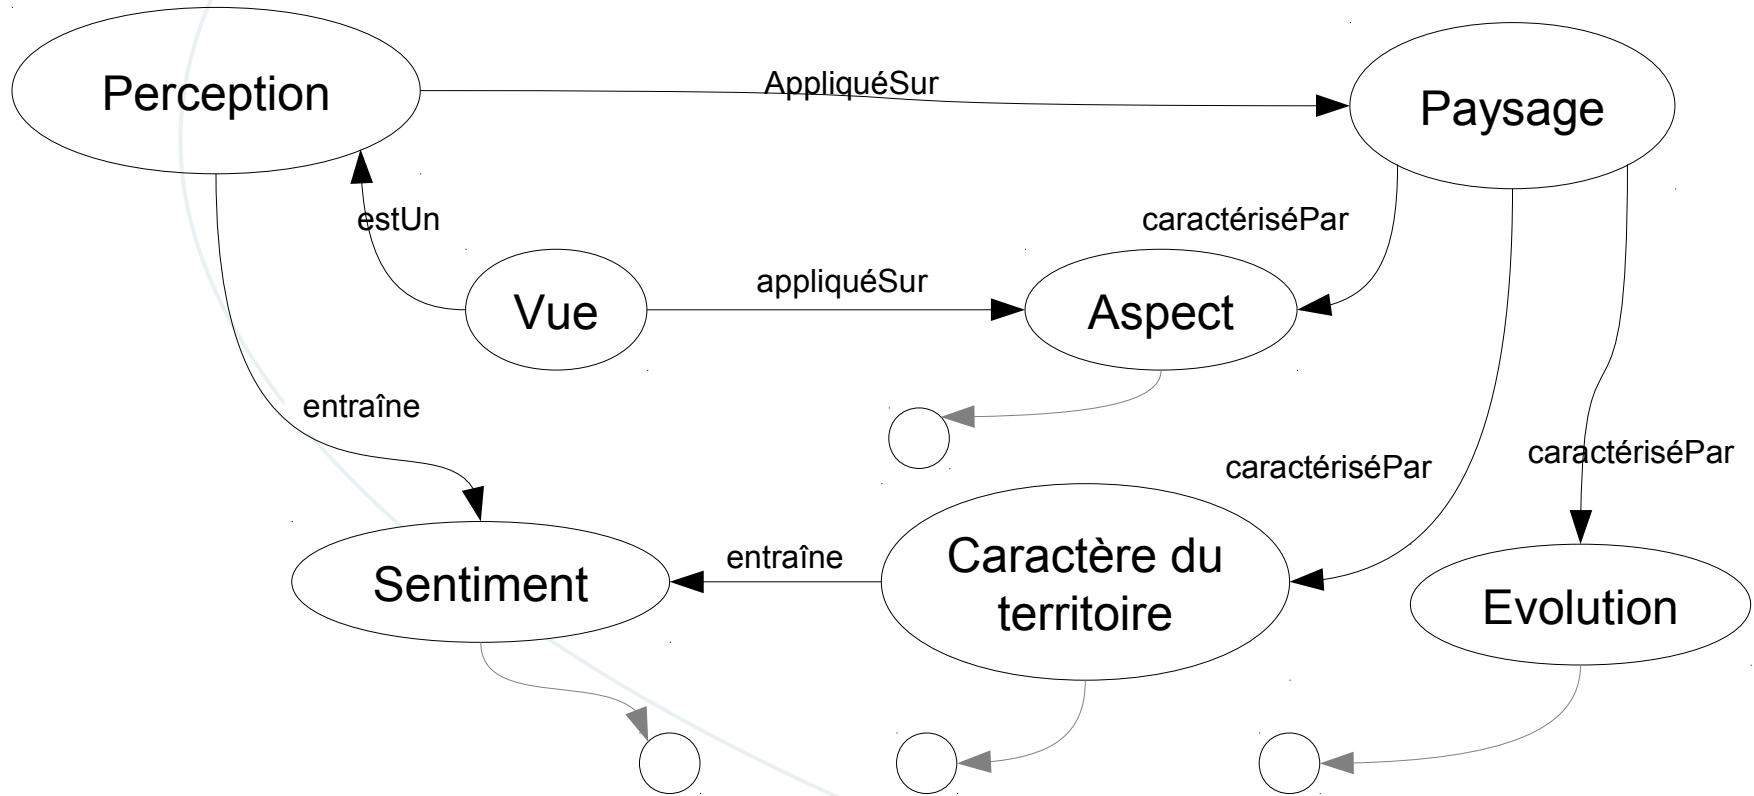 Perception
AppliquéSur
Paysage
estUn
caractériséPar
Vue
appliquéSur
Aspect
entraîne
caractériséPar
caractériséPar
Sentiment
entraîne
Caractère du
territoire
Evolution